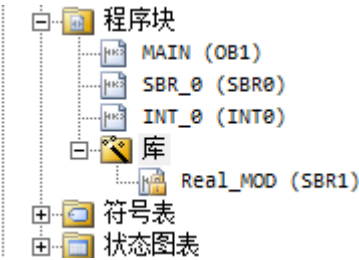 程序块
MAIN (OB1)
SBR_0 (SBR0)
INT_0 (INT0)
库
Real_MOD (SBR1)
符号表
状态图表